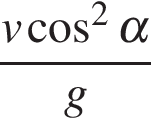 v cos² α
g